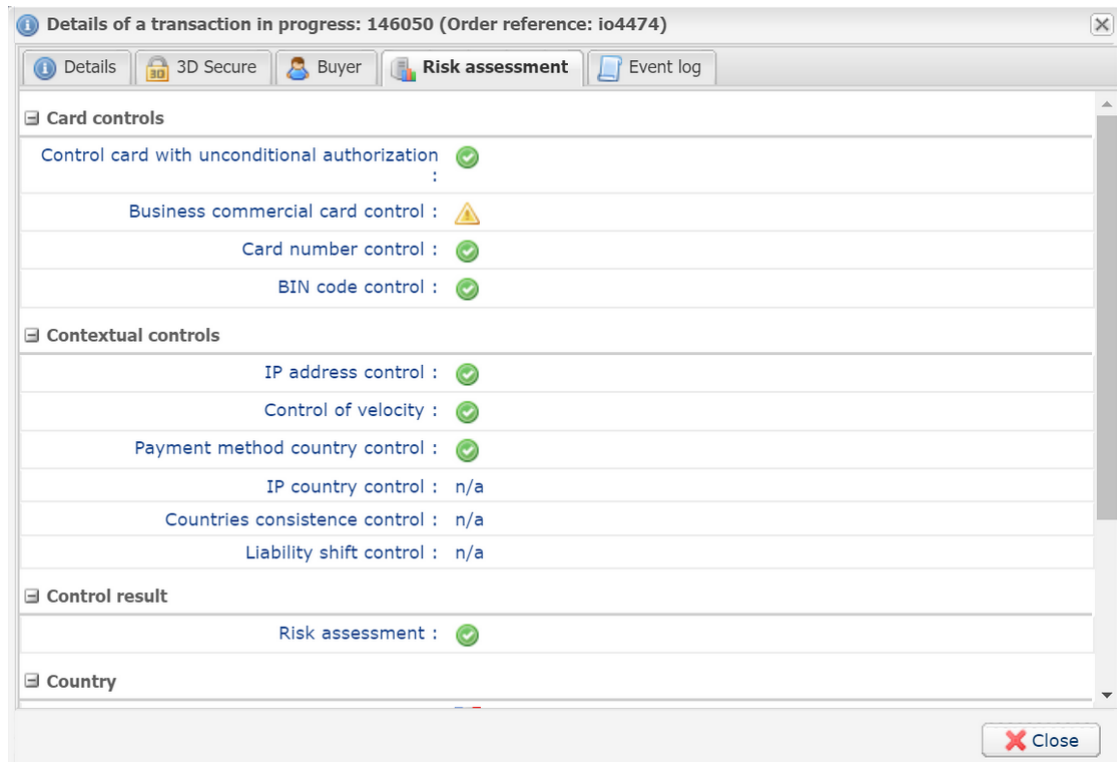 Details of a transaction in progress: 146050 (Order reference: io4474)
Details 3D Secure Buyer Risk assessment Event log
Card controls
Control card with unconditional authorization
:
Business commercial card control :
Card number control :
BIN code control :
Contextual controls
IP address control :
Control of velocity :
Payment method country control :
IP country control : n/a
Countries consistence control : n/a
Liability shift control : n/a
Control result
Risk assessment :
Country
Close